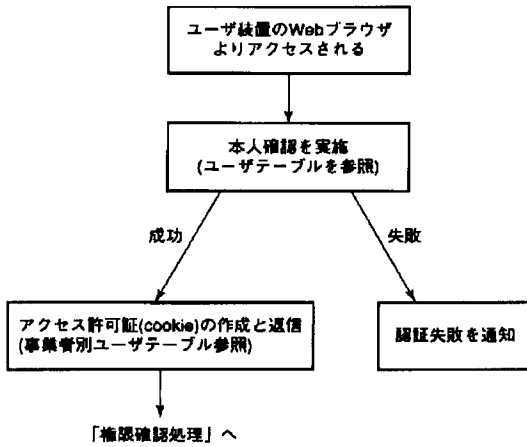 ユーザ装置のWebブラウザ
よりアクセスされる
本人確認を実施
(ユーザテーブルを参照)
成功
失敗
アクセス許可証(cookie)の作成と返信
(事業者別ユーザテーブル参照)
認証失敗を通知
「権限確認処理」へ